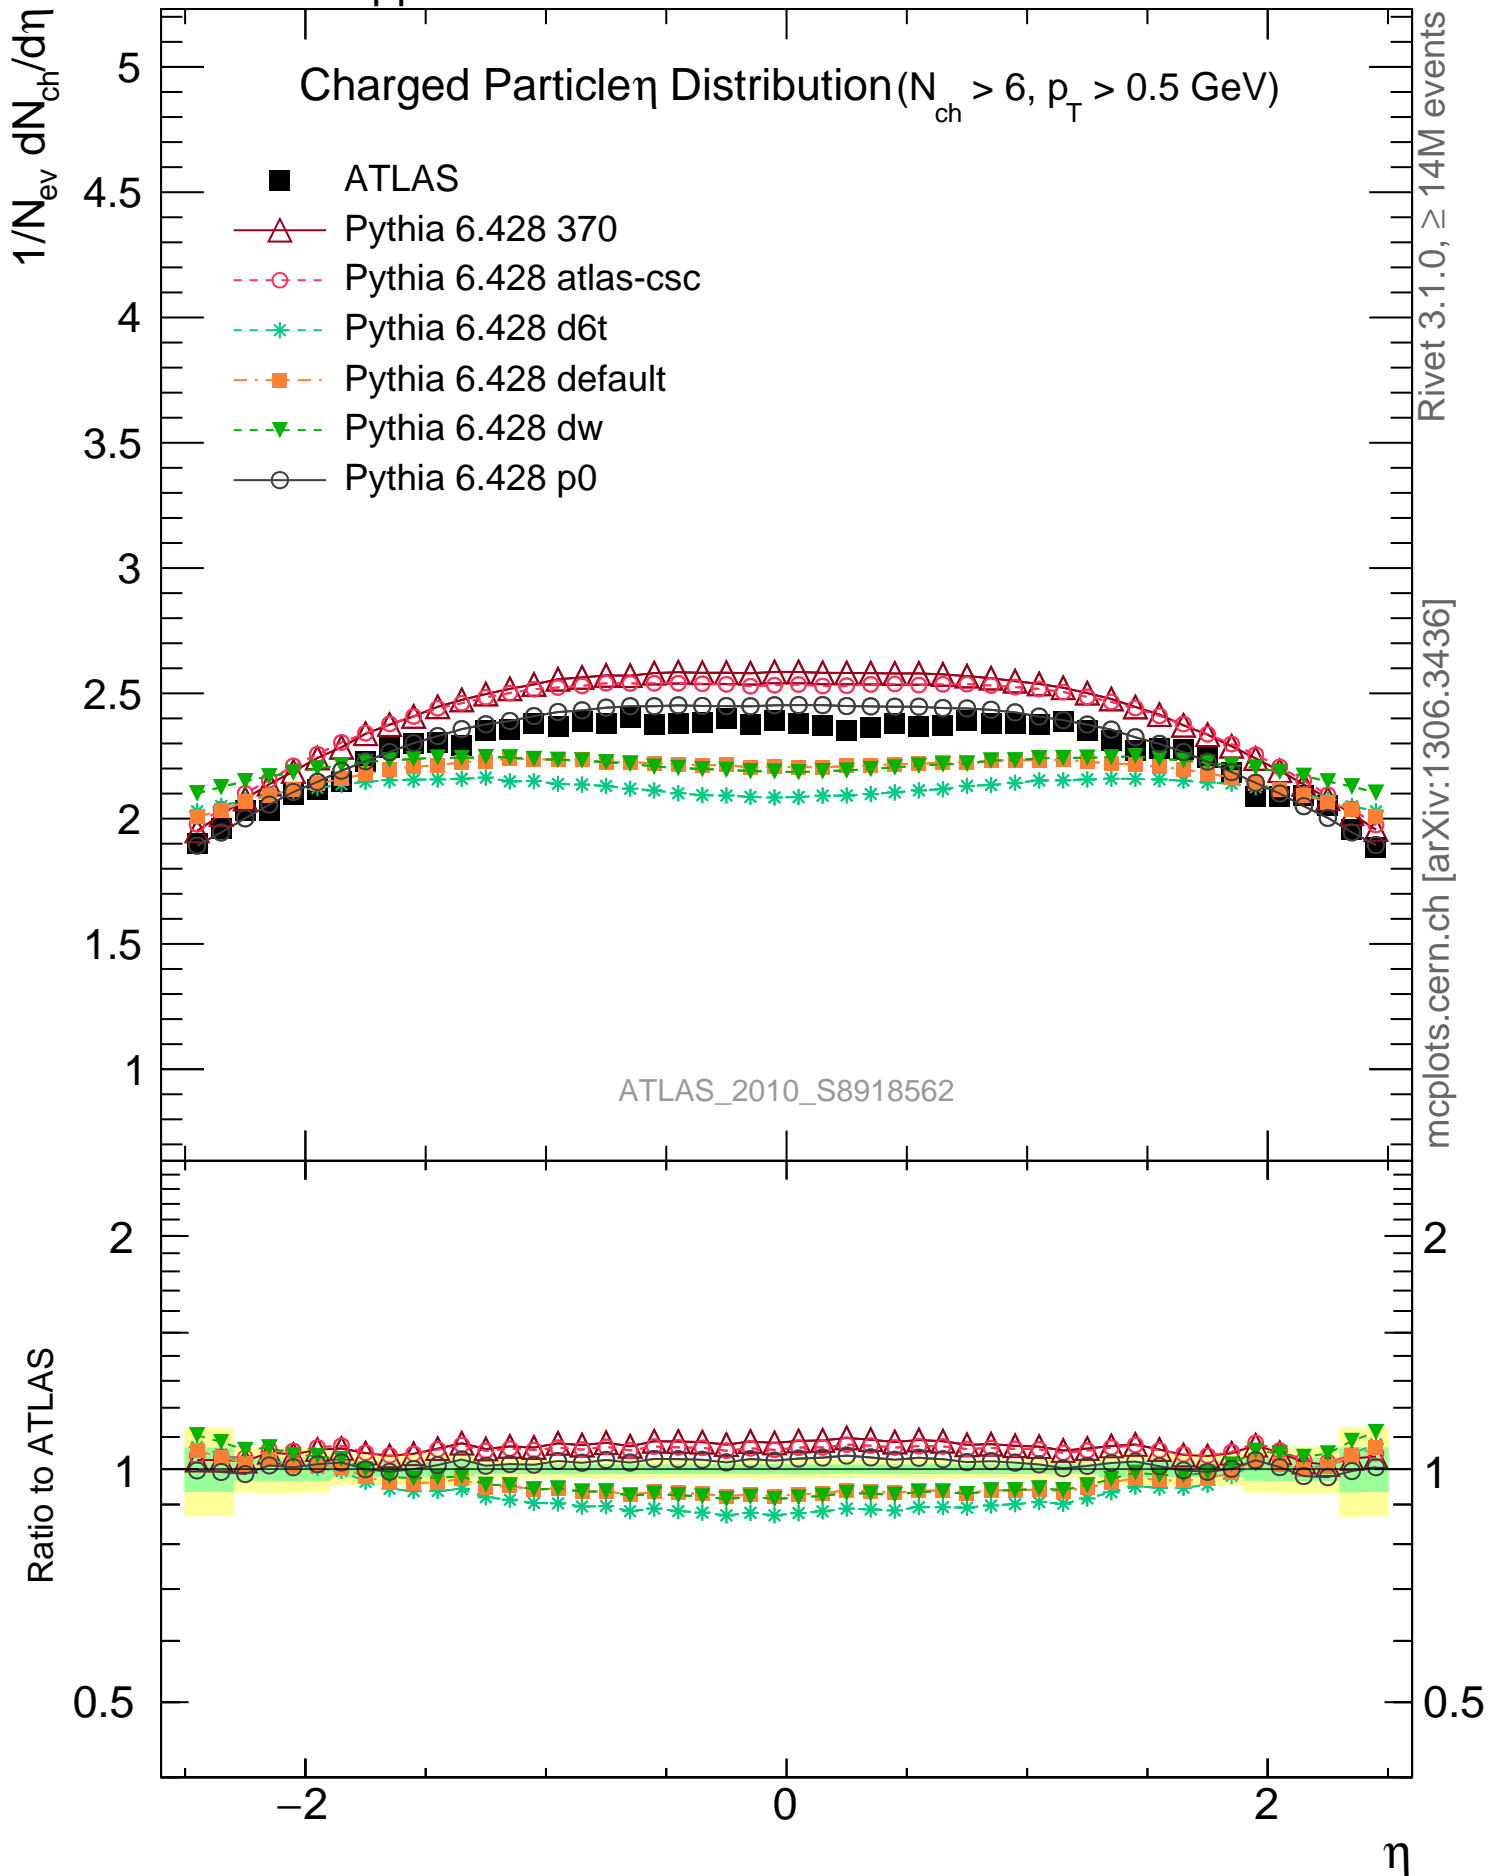 Charged Particleη Distribution (N_ch > 6, p_T > 0.5 GeV)
1/N_ev dN_ch/dη
ATLAS
Pythia 6.428 370
Pythia 6.428 atlas-csc
Pythia 6.428 d6t
Pythia 6.428 default
Pythia 6.428 dw
Pythia 6.428 p0
5
4.5
4
3.5
3
2.5
2
1.5
1
ATLAS_2010_S8918562
Rivet 3.1.0, ≥ 14M events
mcplots.cern.ch [arXiv:1306.3436]
Ratio to ATLAS
2
1
0.5
2
1
0.5
−2
0
2
η